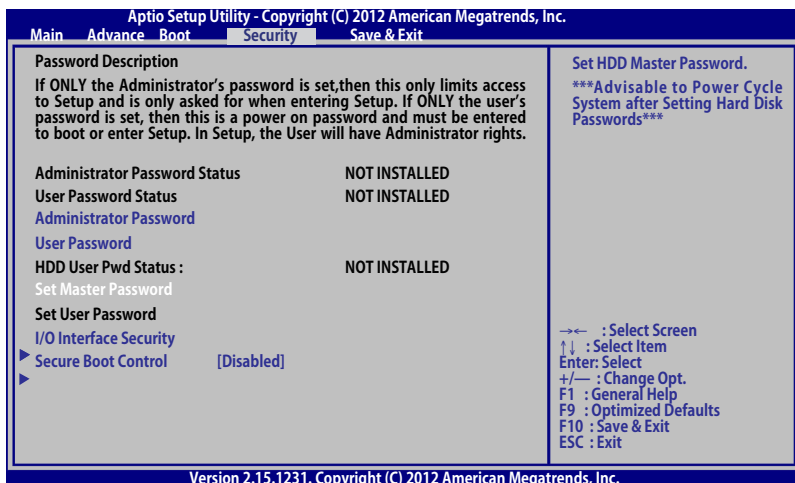 Aptio Setup Utility - Copyright (C) 2012 American Megatrends, Inc.
Main Advance Boot Security Save & Exit
Password Description
If ONLY the Administrator's password is set,then this only limits access
to Setup and is only asked for when entering Setup. If ONLY the user's
password is set, then this is a power on password and must be entered
to boot or enter Setup. In Setup, the User will have Administrator rights.
Administrator Password Status NOT INSTALLED
User Password Status NOT INSTALLED
Administrator Password
User Password
HDD User Pwd Status : NOT INSTALLED
Set Master Password
Set User Password
I/O Interface Security
Secure Boot Control [Disabled]
Set HDD Master Password.
***Advisable to Power Cycle
System after Setting Hard Disk
Passwords***
→← : Select Screen
↑↓ : Select Item
Enter: Select
+/— : Change Opt.
F1 : General Help
F9 : Optimized Defaults
F10 : Save & Exit
ESC : Exit
Version 2.15.1231. Copyright (C) 2012 American Megatrends, Inc.